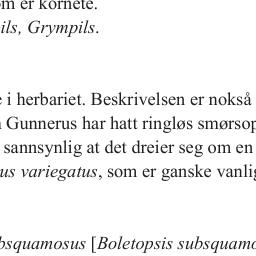 om er kornete.
ils, Grympils.
i herbariet. Beskrivelsen er nokså
Gunnerus har hatt ringløs smørsop
sannsynlig at det dreier seg om en
us variegatus, som er ganske vanlig
bsquamosus [Boletopsis subsquamo